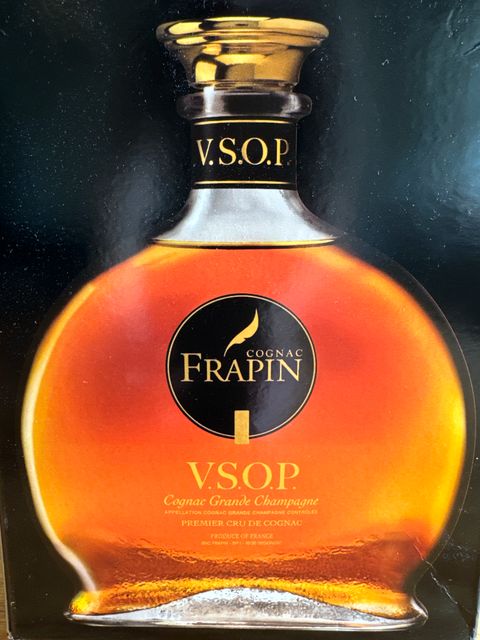 V.S.O.P.
COGNAC
FRAPIN
V.S.O.P.
Cognac Grande Champagne
APPELLATION COGNAC GRANDE CHAMPAGNE CONTRÔLÉE
PREMIER CRU DE COGNAC
PRODUCE OF FRANCE